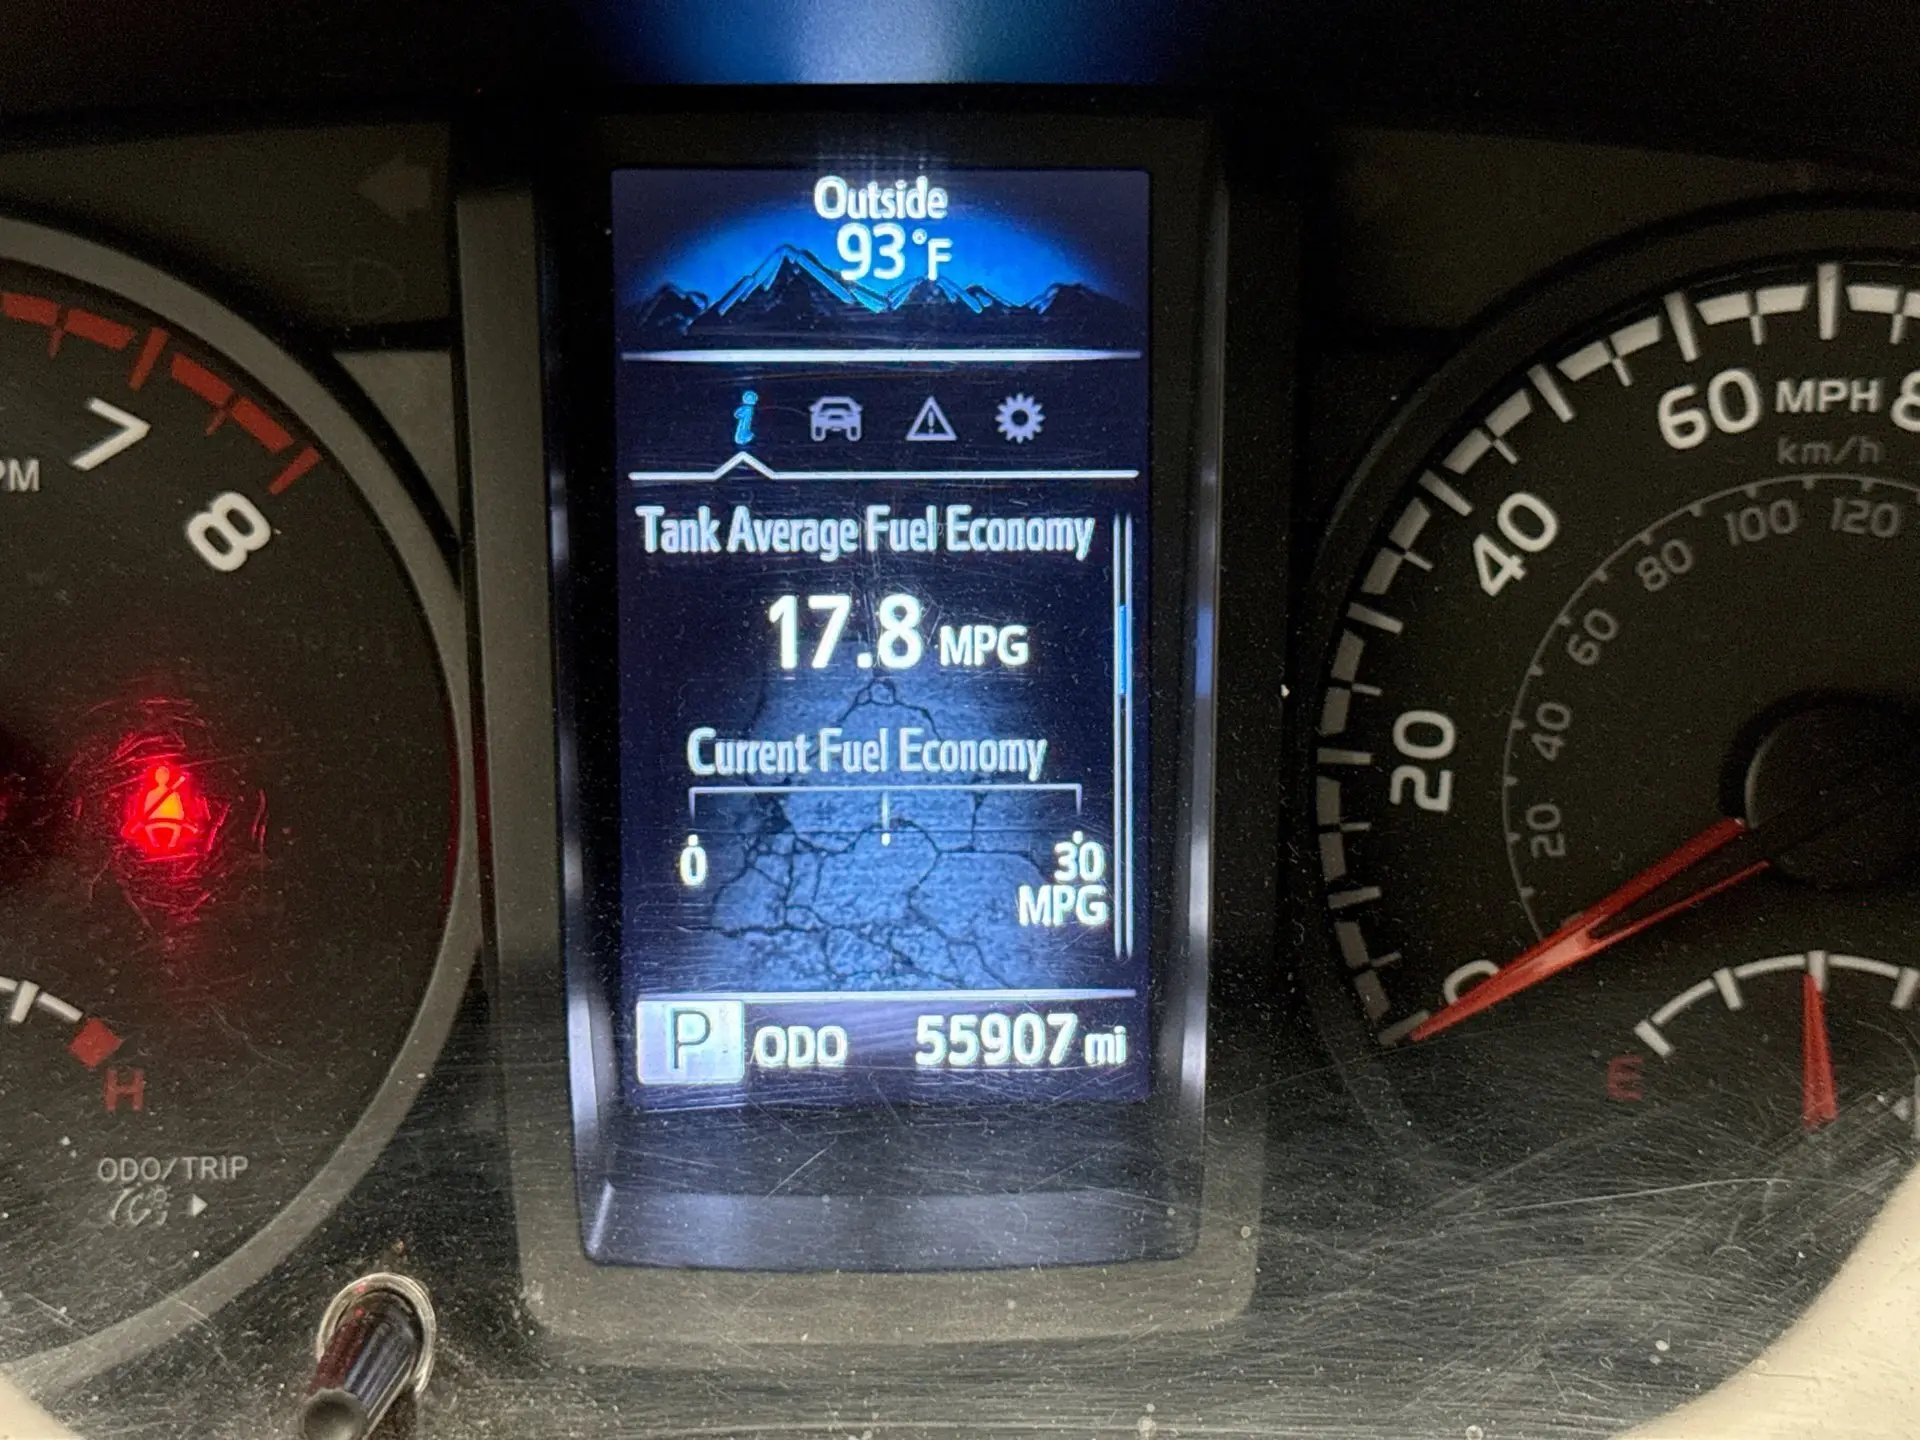 Outside
93°F
Tank Average Fuel Economy
17.8 MPG
Current Fuel Economy
0
30
MPG
P ODO 55907 mi
7
8
H
ODO/TRIP
60 MPH
km/h
40
20
0
120
100
80
60
40
20
E